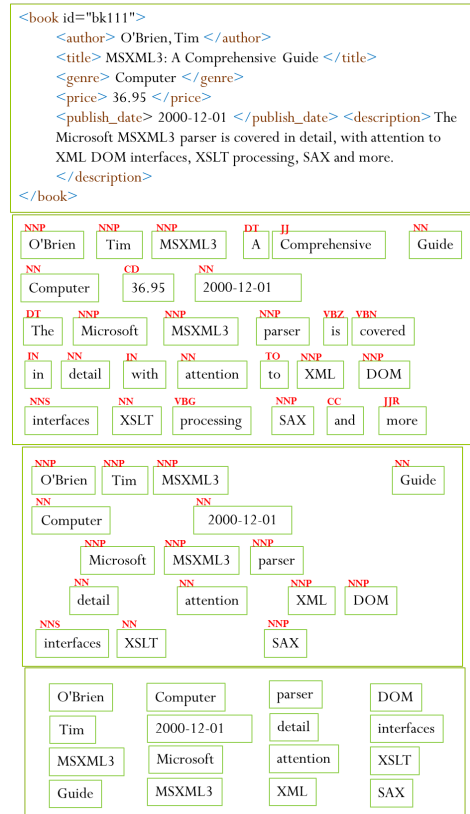 <book id="bk111">
<author> O'Brien, Tim </author>
<title> MSXML3: A Comprehensive Guide </title>
<genre> Computer </genre>
<price> 36.95 </price>
<publish_date> 2000-12-01 </publish_date> <description> The
Microsoft MSXML3 parser is covered in detail, with attention to
XML DOM interfaces, XSLT processing, SAX and more.
</description>
</book>
NNP NNP NNP DT JJ NN
O'Brien Tim MSXML3 A Comprehensive Guide
NN CD NN
Computer 36.95 2000-12-01
DT NNP NNP NNP VBZ VBN
The Microsoft MSXML3 parser is covered
IN NN IN NN TO NNP NNP
in detail with attention to XML DOM
NNS NN VBG NNP CC JJR
interfaces XSLT processing SAX and more
NNP NNP NNP NN
O'Brien Tim MSXML3 Guide
NN NN
Computer 2000-12-01
NNP NNP NNP
Microsoft MSXML3 parser
NN NN NNP NNP
detail attention XML DOM
NNS NN NNP
interfaces XSLT SAX
O'Brien Computer parser DOM
Tim 2000-12-01 detail interfaces
MSXML3 Microsoft attention XSLT
Guide MSXML3 XML SAX